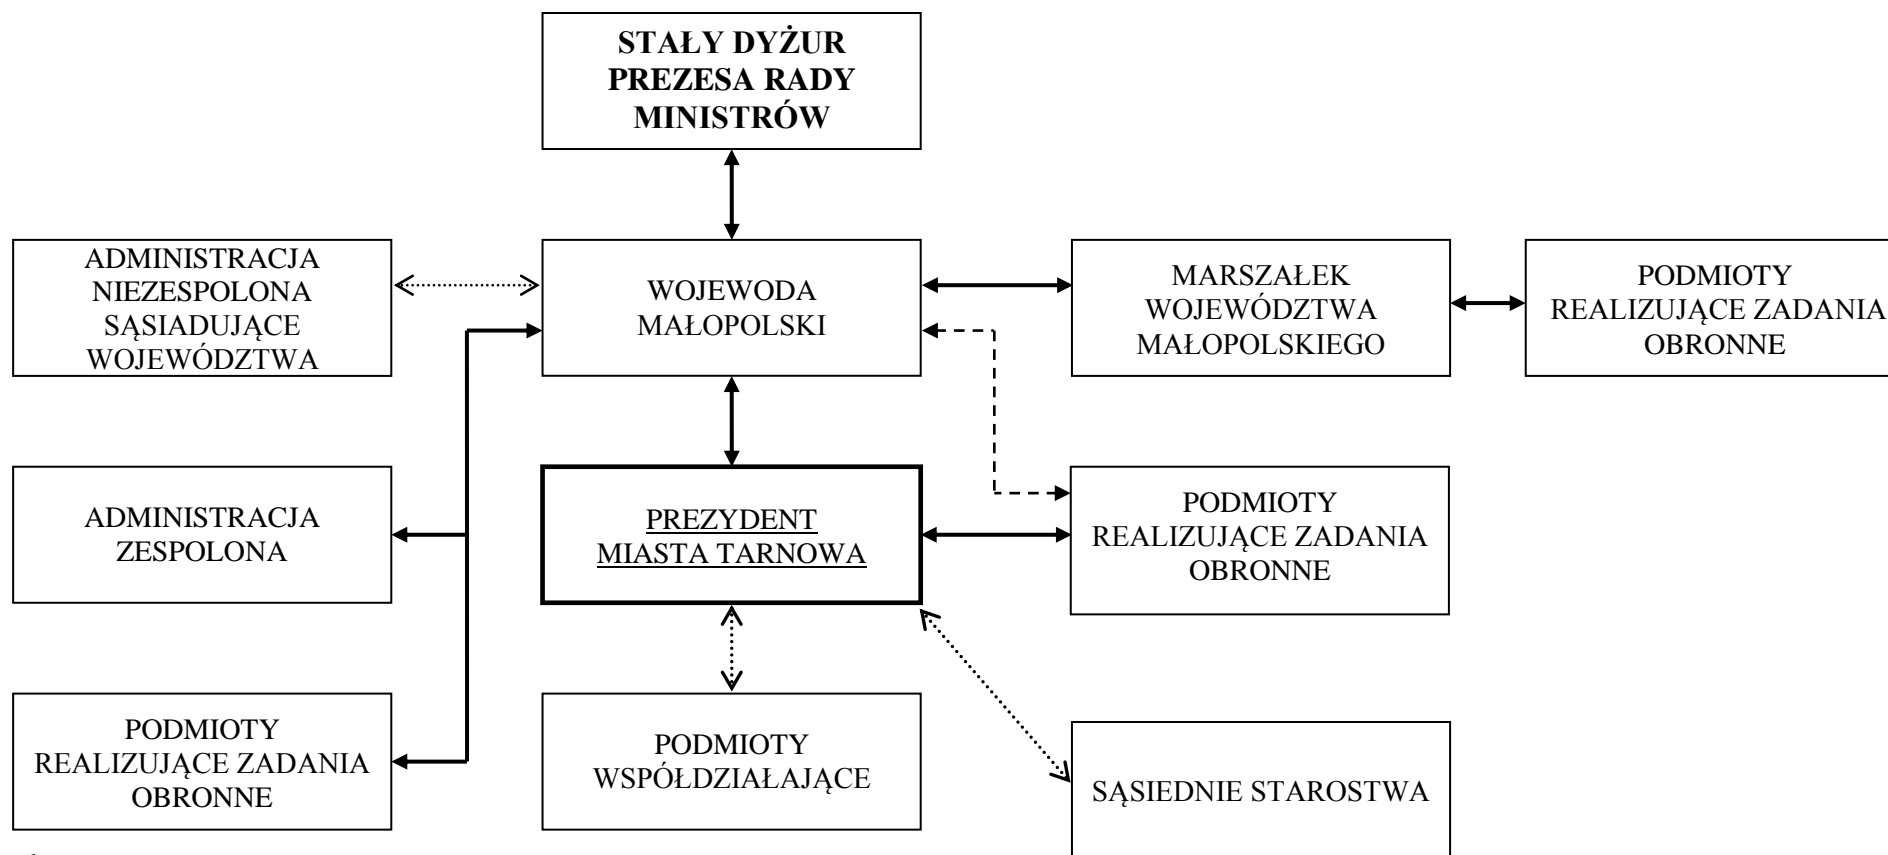 STAŁY DYŻUR
PREZESA RADY
MINISTRÓW
ADMINISTRACJA
NIEZESPOLONA
SĄSIADUJĄCE
WOJEWÓDZTWA
WOJEWODA
MAŁOPOLSKI
MARSZAŁEK
WOJEWÓDZTWA
MAŁOPOLSKIEGO
PODMIOTY
REALIZUJĄCE ZADANIA
OBRONNE
ADMINISTRACJA
ZESPOLONA
PREZYDENT
MIASTA TARNOWA
PODMIOTY
REALIZUJĄCE ZADANIA
OBRONNE
PODMIOTY
REALIZUJĄCE ZADANIA
OBRONNE
PODMIOTY
WSPÓŁDZIAŁAJĄCE
SĄSIEDNIE STAROSTWA